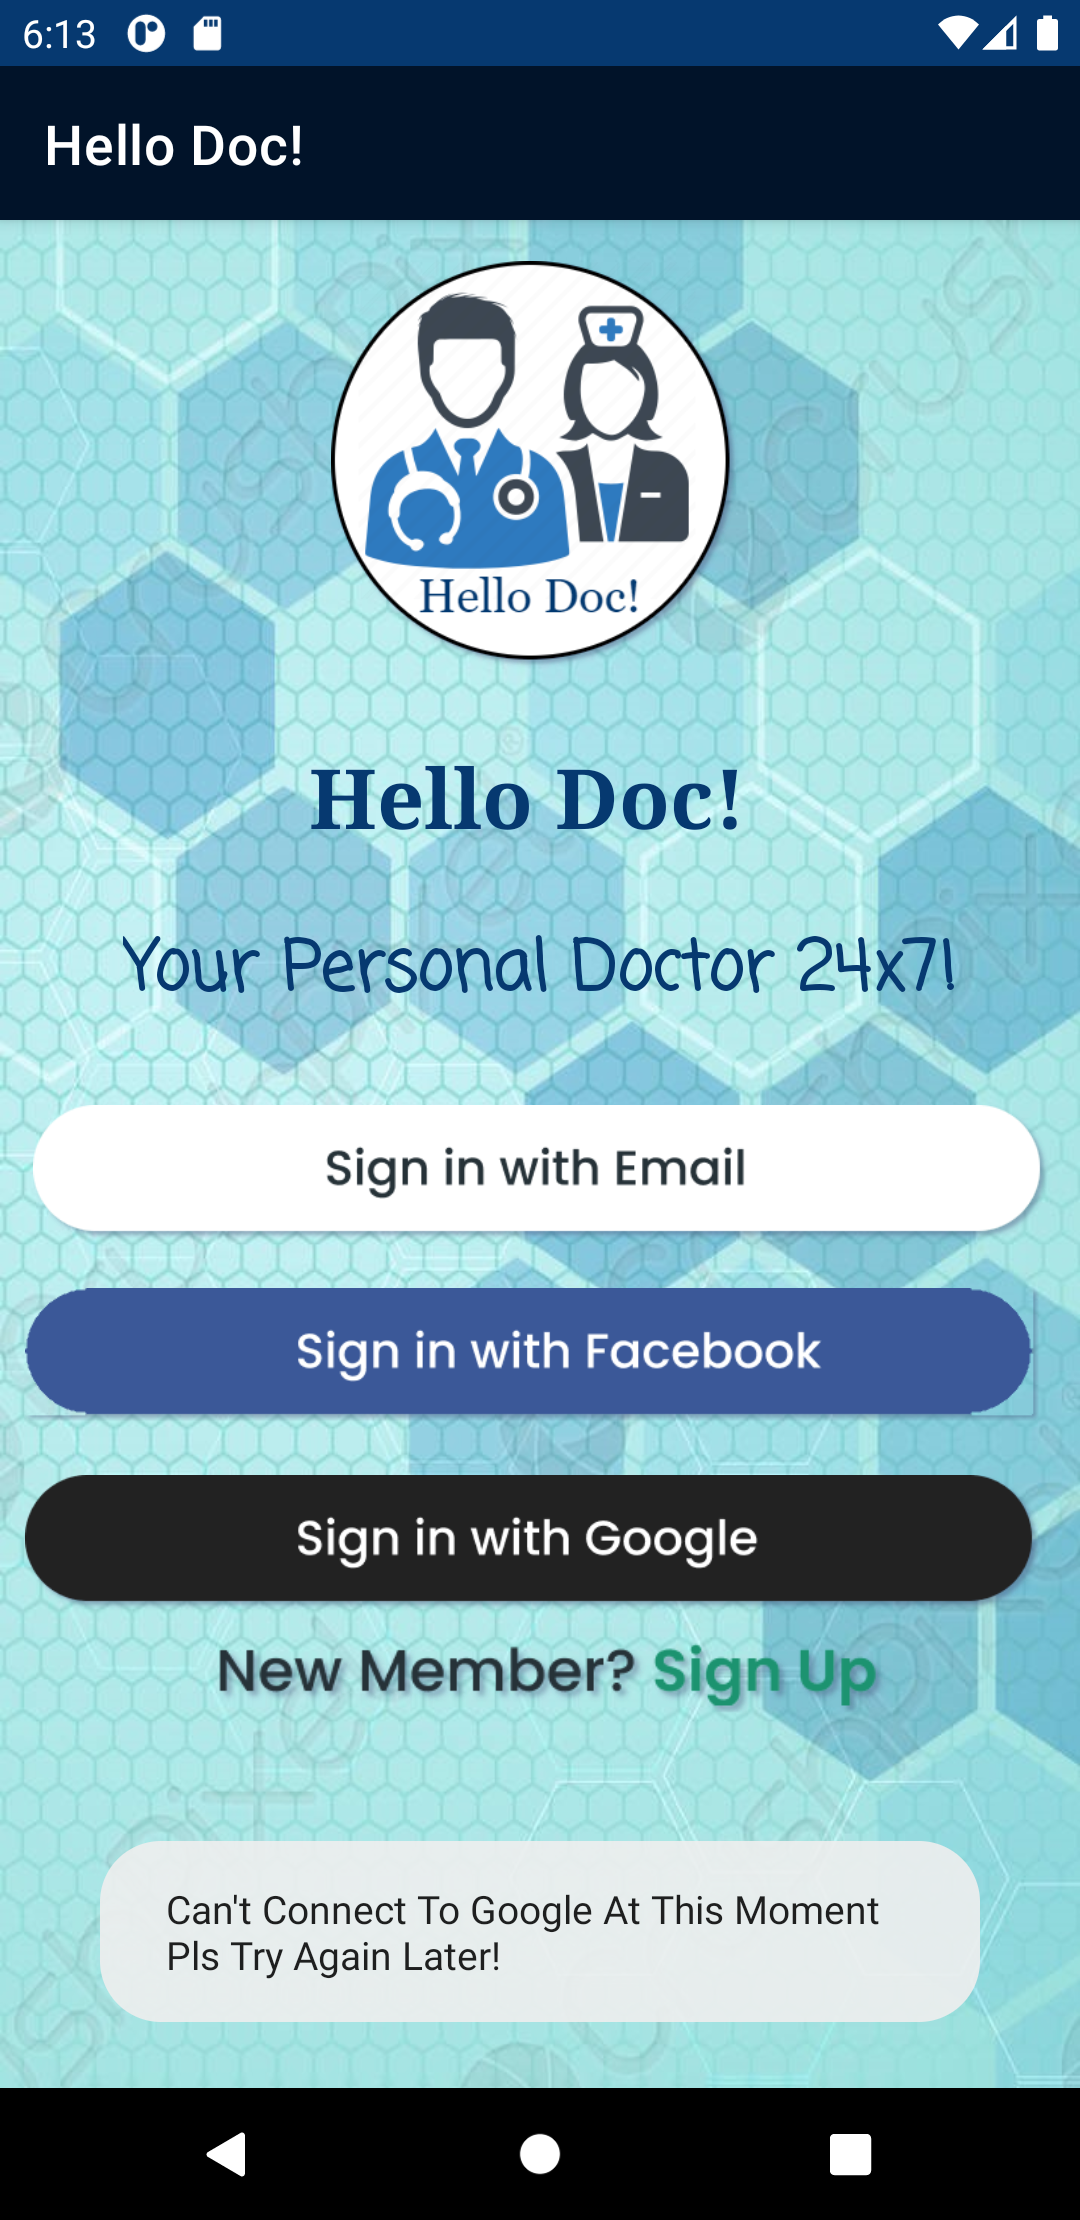 6:13
Hello Doc!
Hello Doc!
Hello Doc!
Your Personal Doctor 24x7!
Sign in with Email
Sign in with Facebook
Sign in with Google
New Member? Sign Up
Can't Connect To Google At This Moment
Pls Try Again Later!